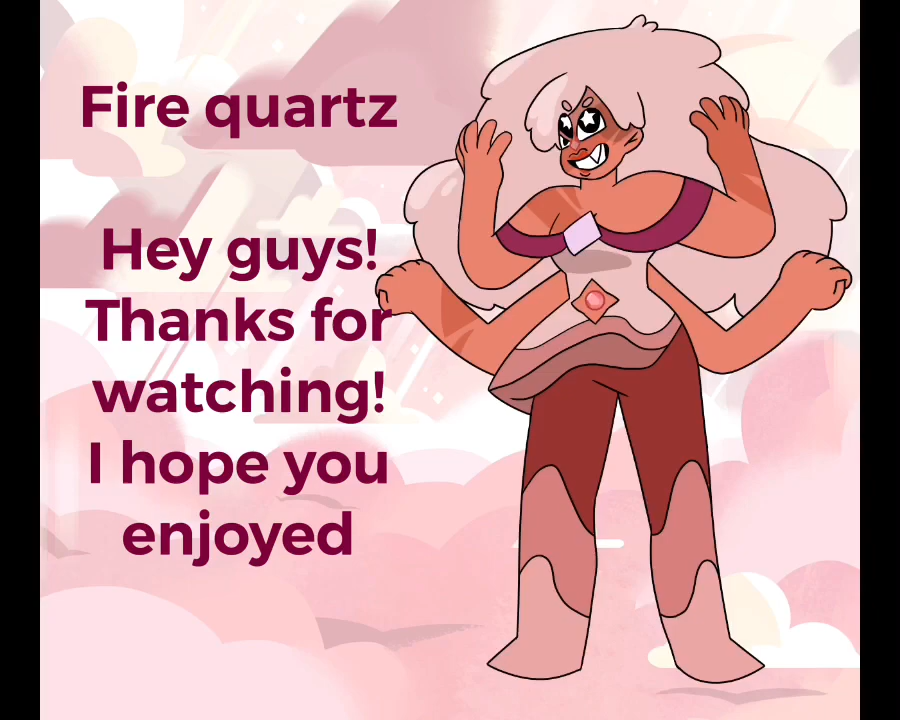 Fire quartz
Hey guys!
Thanks for
watching!
I hope you
enjoyed